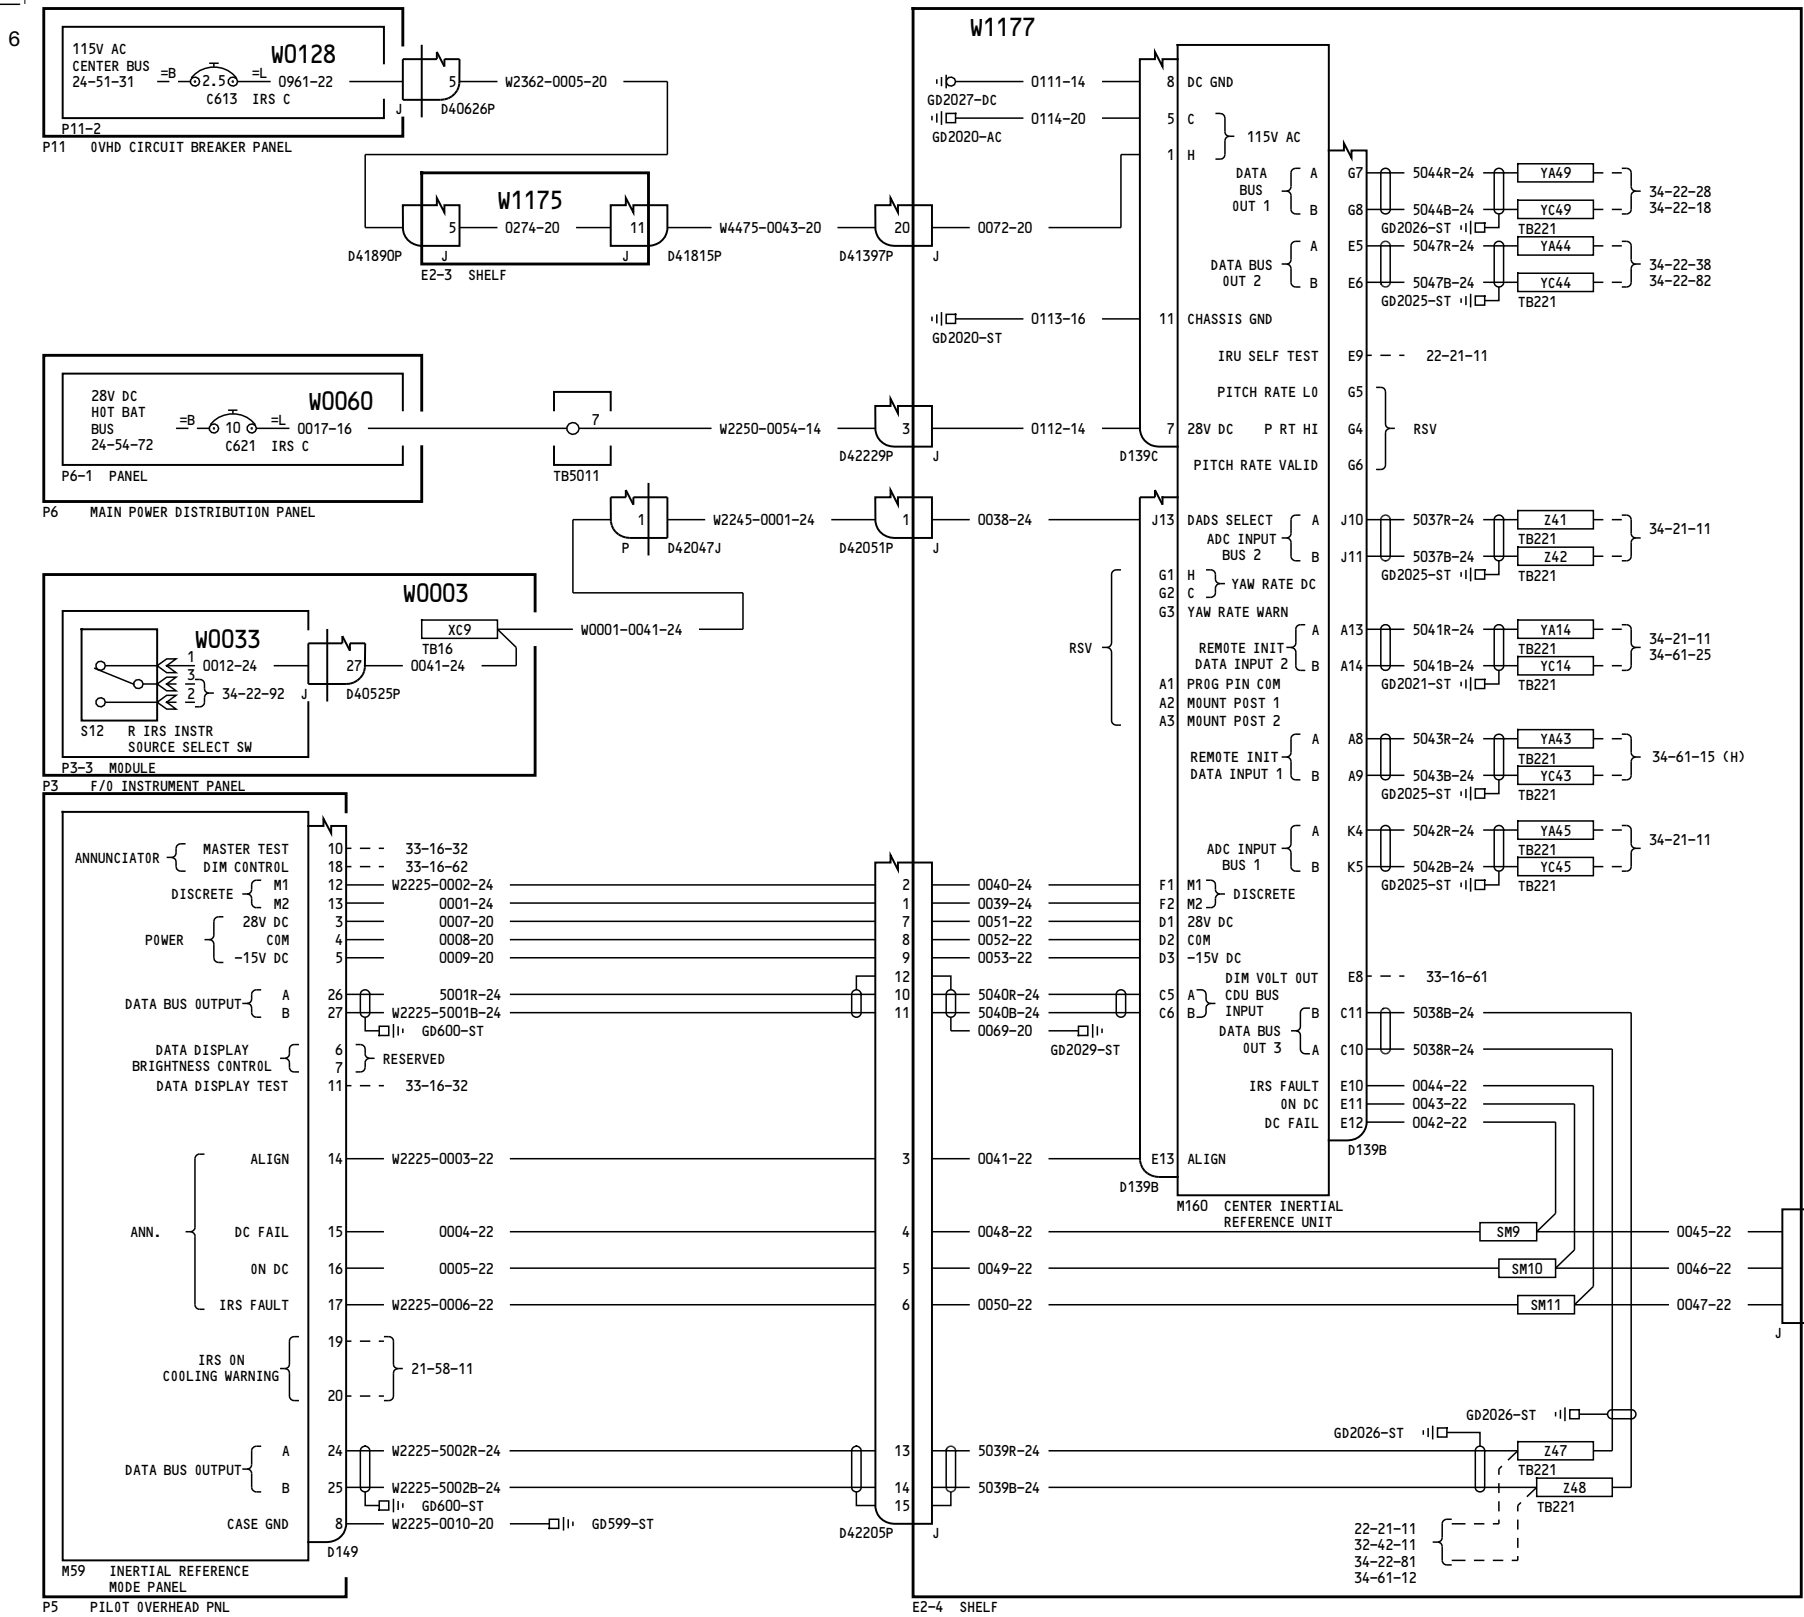 6
W0128
115V AC
CENTER BUS
24-51-31
=B
2.5
=L
0961-22
C613 IRS C
J
P11-2
P11 OVHD CIRCUIT BREAKER PANEL
5
D40626P
W2362-0005-20
W1175
5
0274-20
11
D41890P
J
J
D41815P
E2-3 SHELF
W4475-0043-20
20
D41397P
J
0072-20
W1177
GD2027-DC
0111-14
8 DC GND
GD2020-AC
0114-20
5 C
1 H
115V AC
GD2020-ST
0113-16
11 CHASSIS GND
28V DC
HOT BAT
BUS
24-54-72
W0060
=B
10
=L
0017-16
C621 IRS C
P6-1 PANEL
P6 MAIN POWER DISTRIBUTION PANEL
7
TB5011
W2250-0054-14
3
D42229P
J
0112-14
7 28V DC
D139C
1
P
D42047J
W2245-0001-24
1
D42051P
J
0038-24
J13 DADS SELECT
W0003
W0033
1
0012-24
3
2
34-22-92
J
27
D40525P
0041-24
XC9
TB16
W0001-0041-24
S12 R IRS INSTR
SOURCE SELECT SW
P3-3 MODULE
P3 F/O INSTRUMENT PANEL
DATA
BUS
OUT 1
A G7 5044R-24 YA49
B G8 5044B-24 YC49
34-22-28
34-22-18
GD2026-ST
TB221
DATA BUS
OUT 2
A E5 5047R-24 YA44
B E6 5047B-24 YC44
34-22-38
34-22-82
GD2025-ST
TB221
IRU SELF TEST E9 22-21-11
PITCH RATE LO G5
P RT HI G4
PITCH RATE VALID G6
RSV
ADC INPUT
BUS 2
A J10 5037R-24 Z41
TB221
B J11 5037B-24 Z42
34-21-11
GD2025-ST
TB221
RSV
G1 H
G2 C
YAW RATE DC
G3 YAW RATE WARN
REMOTE INIT
DATA INPUT 2
A A13 5041R-24 YA14
TB221
B A14 5041B-24 YC14
34-21-11
34-61-25
GD2021-ST
TB221
A1 PROG PIN COM
A2 MOUNT POST 1
A3 MOUNT POST 2
REMOTE INIT
DATA INPUT 1
A A8 5043R-24 YA43
TB221
B A9 5043B-24 YC43
34-61-15 (H)
GD2025-ST
TB221
ADC INPUT
BUS 1
A K4 5042R-24 YA45
TB221
B K5 5042B-24 YC45
34-21-11
GD2025-ST
TB221
ANNUNCIATOR
MASTER TEST 10 33-16-32
DIM CONTROL 18 33-16-62
DISCRETE
M1 12 W2225-0002-24 2 0040-24 F1 M1
M2 13 0001-24 1 0039-24 F2 M2
DISCRETE
POWER
28V DC 3 0007-20 7 0051-22 D1 28V DC
COM 4 0008-20 8 0052-22 D2 COM
-15V DC 5 0009-20 9 0053-22 D3 -15V DC
12
DIM VOLT OUT E8 33-16-61
DATA BUS OUTPUT
A 26 5001R-24 10 5040R-24 C5 A
B 27 W2225-5001B-24 11 5040B-24 C6 B
CDU BUS
INPUT
GD600-ST
0069-20
GD2029-ST
DATA BUS
OUT 3
B C11 5038B-24
A C10 5038R-24
DATA DISPLAY
BRIGHTNESS CONTROL
6
7
RESERVED
DATA DISPLAY TEST 11 33-16-32
IRS FAULT E10 0044-22
ON DC E11 0043-22
DC FAIL E12 0042-22
D139B
ANN.
ALIGN 14 W2225-0003-22 3 0041-22 E13 ALIGN
D139B
M160 CENTER INERTIAL
REFERENCE UNIT
DC FAIL 15 0004-22 4 0048-22 SM9 0045-22
ON DC 16 0005-22 5 0049-22 SM10 0046-22
IRS FAULT 17 W2225-0006-22 6 0050-22 SM11 0047-22
J
IRS ON
COOLING WARNING
19
20
21-58-11
GD2026-ST
GD2026-ST
DATA BUS OUTPUT
A 24 W2225-5002R-24 13 5039R-24 Z47
TB221
B 25 W2225-5002B-24 14 5039B-24 Z48
TB221
GD600-ST
15
CASE GND 8 W2225-0010-20 GD599-ST
D42205P
J
D149
22-21-11
32-42-11
34-22-81
34-61-12
M59 INERTIAL REFERENCE
MODE PANEL
P5 PILOT OVERHEAD PNL
E2-4 SHELF